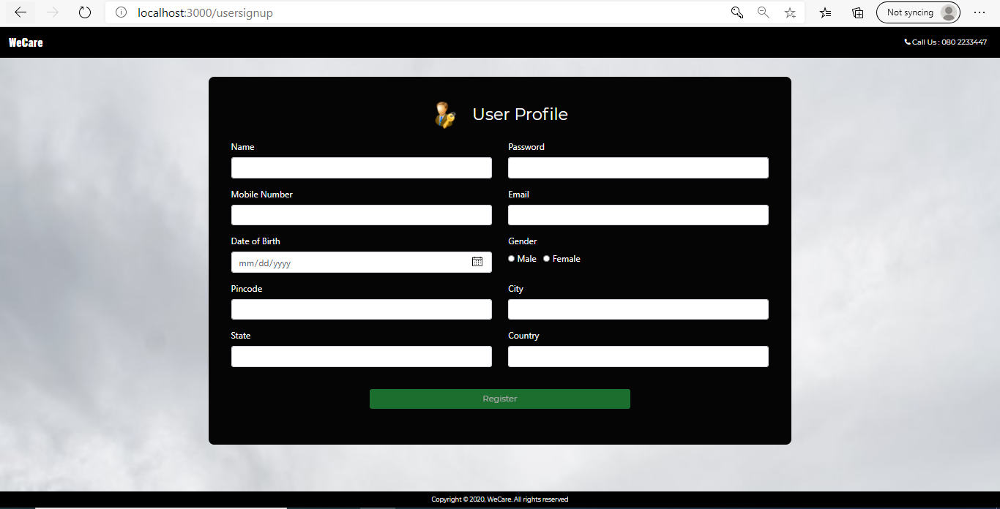 localhost:3000/usersignup
Not syncing
WeCare
Call Us : 080 2233447
User Profile
Name
Password
Mobile Number
Email
Date of Birth
Gender
mm/dd/yyyy
Male
Female
Pincode
City
State
Country
Register
Copyright © 2020, WeCare. All rights reserved